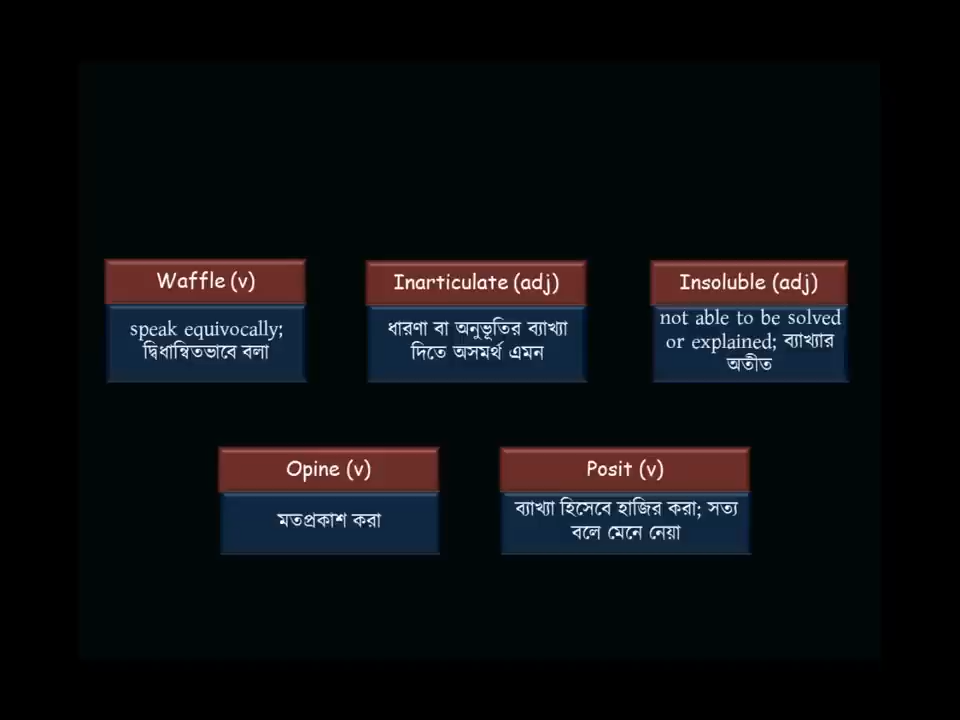 Waffle (v)
speak equivocally;
দ্বিধান্বিতভাবে বলা
Inarticulate (adj)
ধারণা বা অনুভূতির ব্যাখ্যা
দিতে অসমর্থ এমন
Insoluble (adj)
not able to be solved
or explained; ব্যাখ্যার
অতীত
Opine (v)
মতপ্রকাশ করা
Posit (v)
ব্যাখ্যা হিসেবে হাজির করা; সত্য
বলে মেনে নেয়া